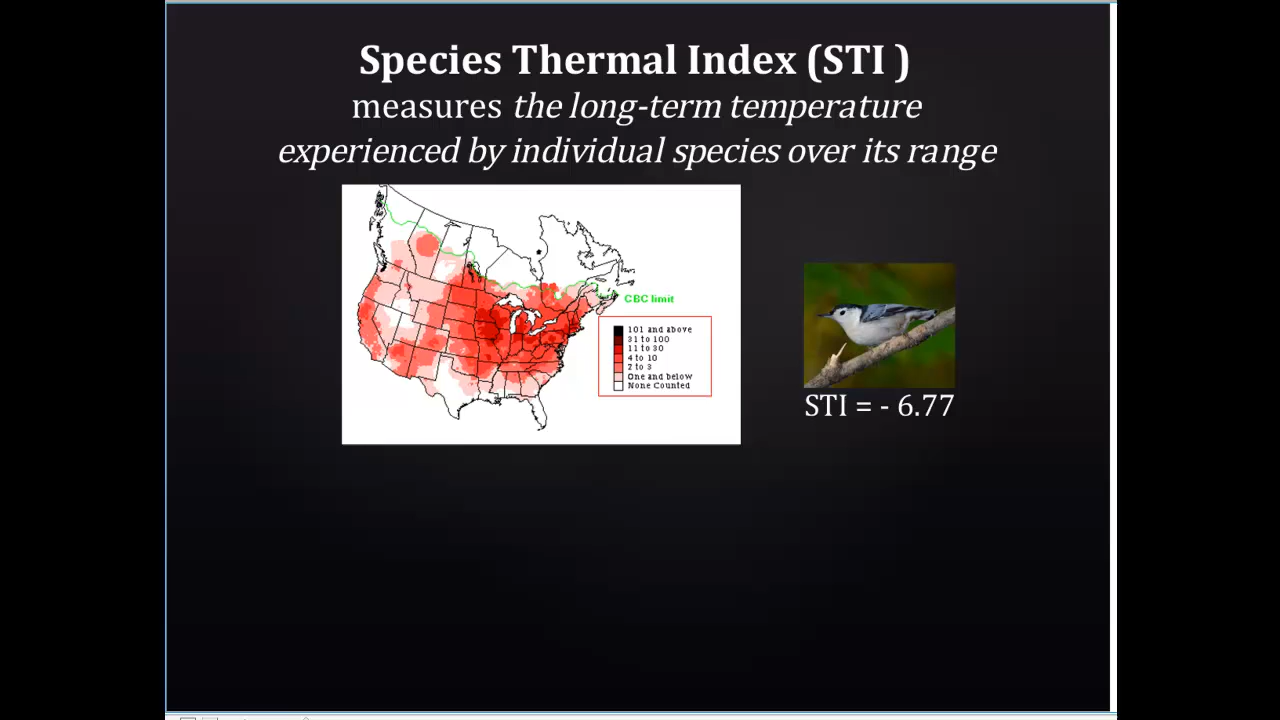 Species Thermal Index (STI )
measures the long-term temperature
experienced by individual species over its range
CBC limit
101 and above
31 to 100
11 to 30
4 to 10
2 to 3
One and below
None Counted
STI = - 6.77